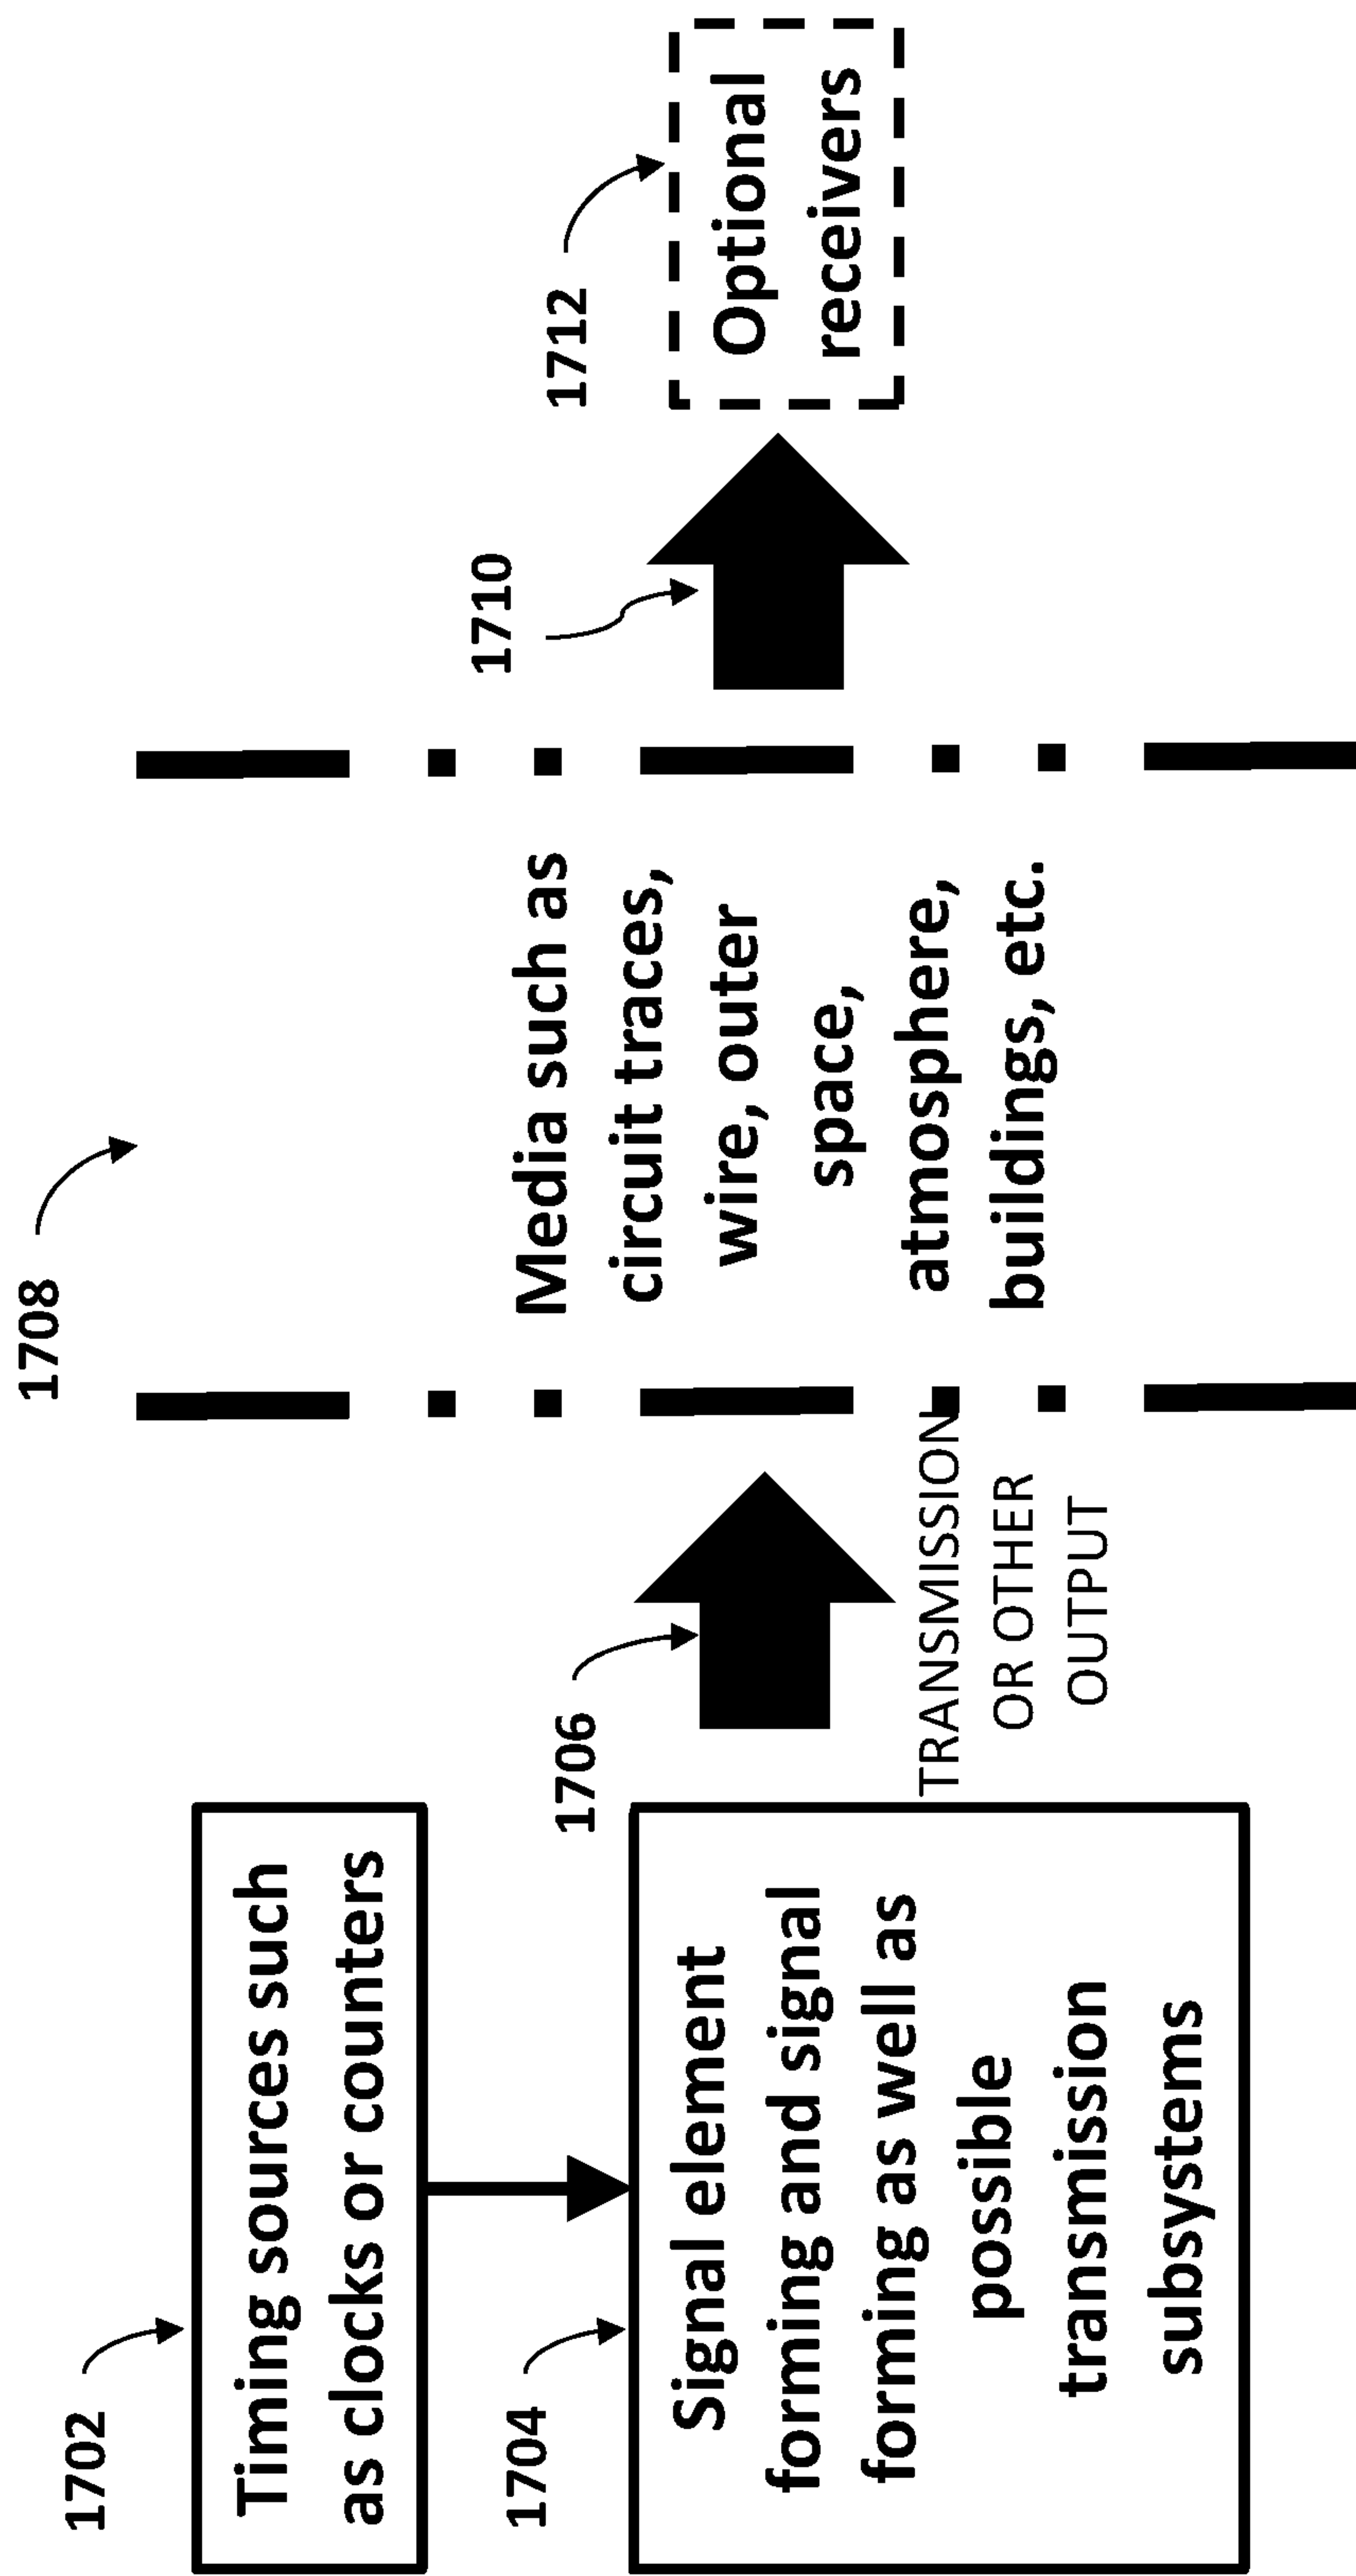 1702
Timing sources such
as clocks or counters
1704
Signal element
forming and signal
forming as well as
possible
transmission
subsystems
1706
TRANSMISSION
OR OTHER
OUTPUT
1708
Media such as
circuit traces,
wire, outer
space,
atmosphere,
buildings, etc.
1710
1712
Optional
receivers